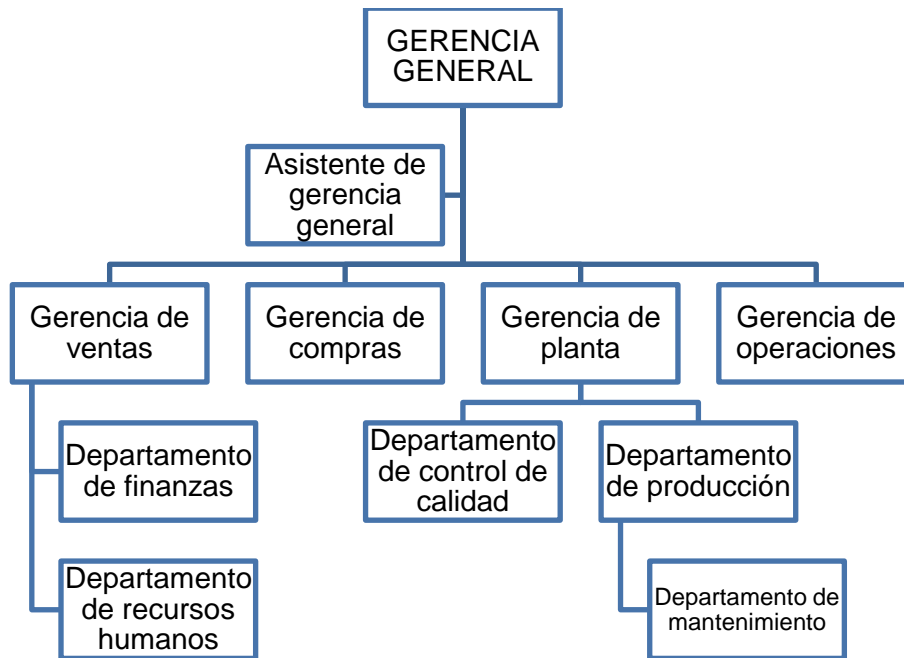 GERENCIA
GENERAL
Asistente de
gerencia
general
Gerencia de
ventas
Gerencia de
compras
Gerencia de
planta
Gerencia de
operaciones
Departamento
de finanzas
Departamento
de control de
calidad
Departamento
de producción
Departamento
de recursos
humanos
Departamento de
mantenimiento